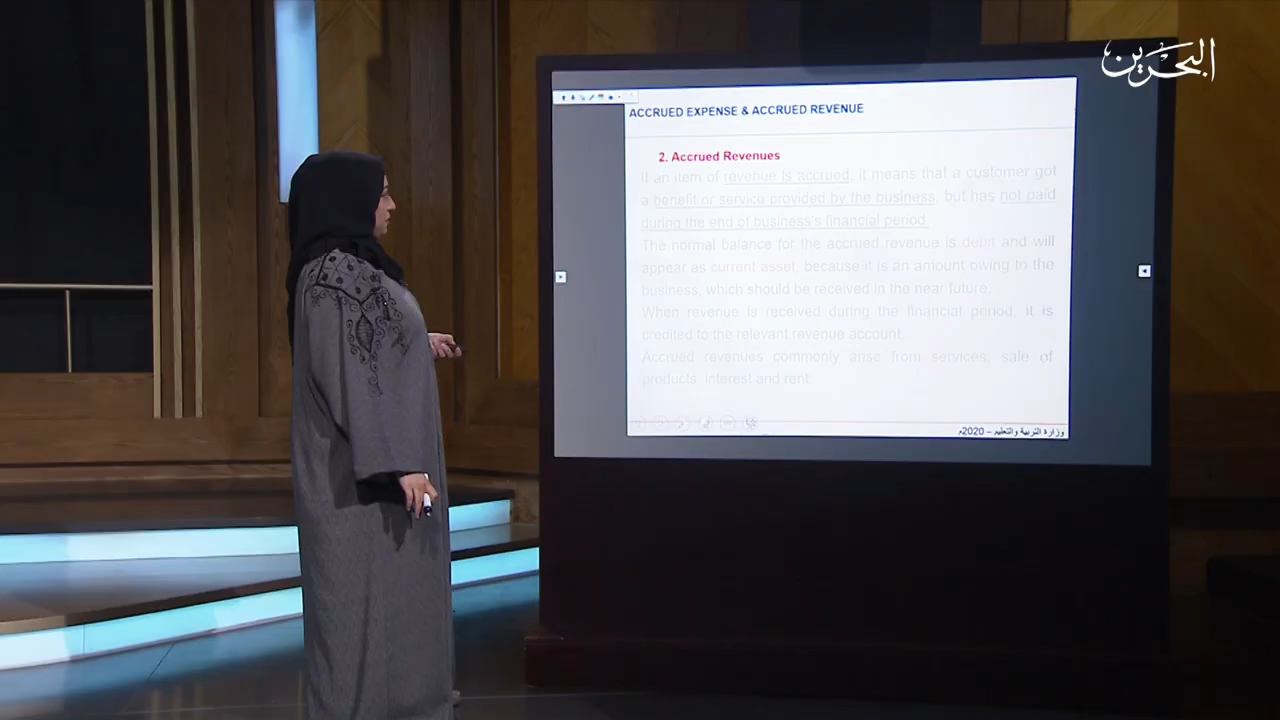 البحرين
ACCRUED EXPENSE & ACCRUED REVENUE
2. Accrued Revenues
If an item of revenue is accrued, it means that a customer got
a benefit or service provided by the business, but has not paid
during the end of business's financial period.
The normal balance for the accrued revenue is debit and will
appear as current asset, because it is an amount owing to the
business, which should be received in the near future.
When revenue is received during the financial period, it is
credited to the relevant revenue account.
Accrued revenues commonly arise from services, sale of
products, interest and rent.
وزارة التربية والتعليم – 2020م